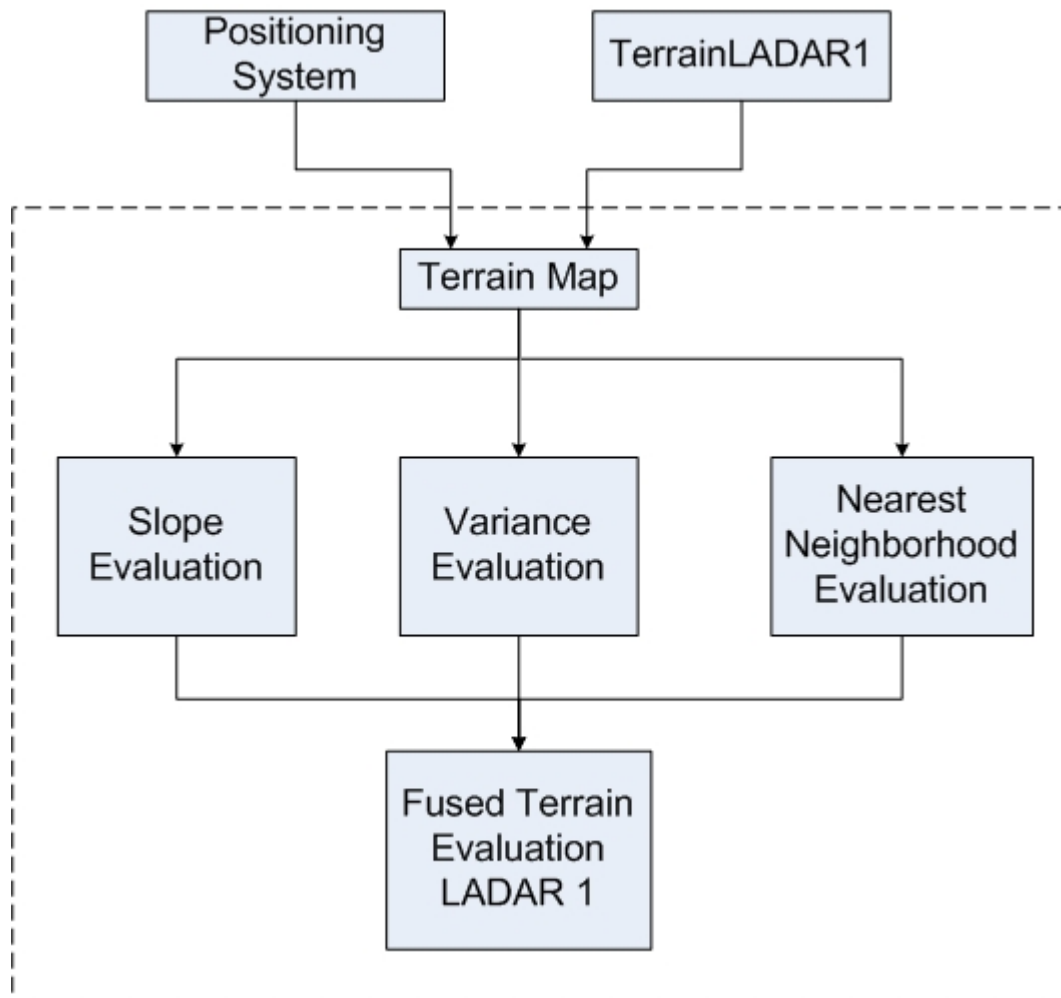 Positioning
System
TerrainLADAR1
Terrain Map
Slope
Evaluation
Variance
Evaluation
Nearest
Neighborhood
Evaluation
Fused Terrain
Evaluation
LADAR 1